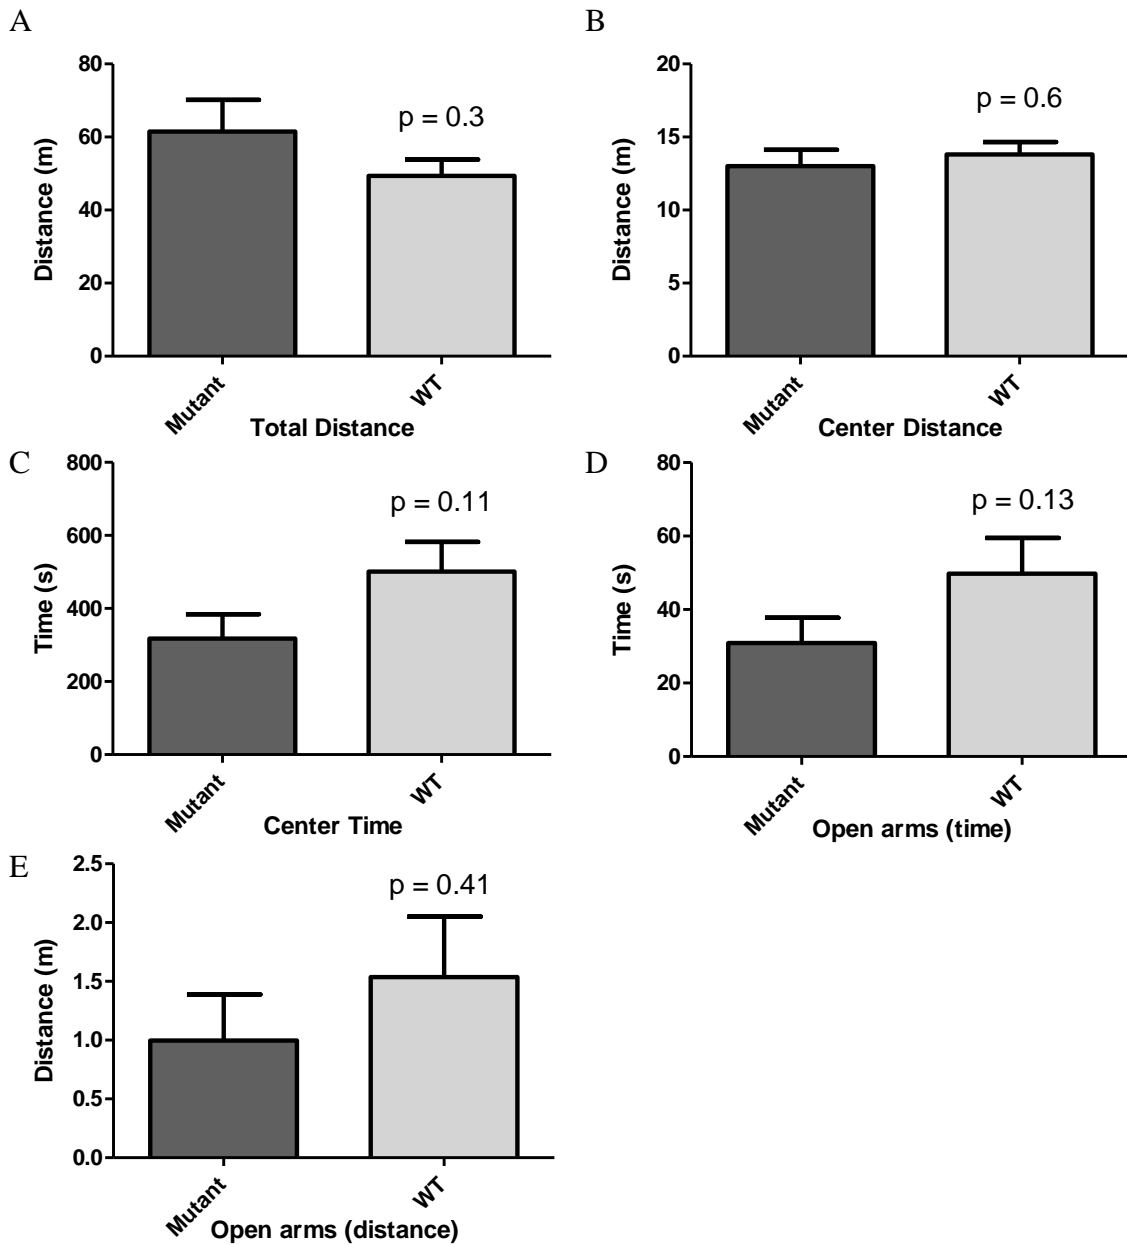 A
Distance (m)
80
60
40
20
0
p = 0.3
Mutant
WT
Total Distance
B
Distance (m)
20
15
10
5
0
p = 0.6
Mutant
WT
Center Distance
C
Time (s)
800
600
400
200
0
p = 0.11
Mutant
WT
Center Time
D
Time (s)
80
60
40
20
0
p = 0.13
Mutant
WT
Open arms (time)
E
Distance (m)
2.5
2.0
1.5
1.0
0.5
0.0
p = 0.41
Mutant
WT
Open arms (distance)